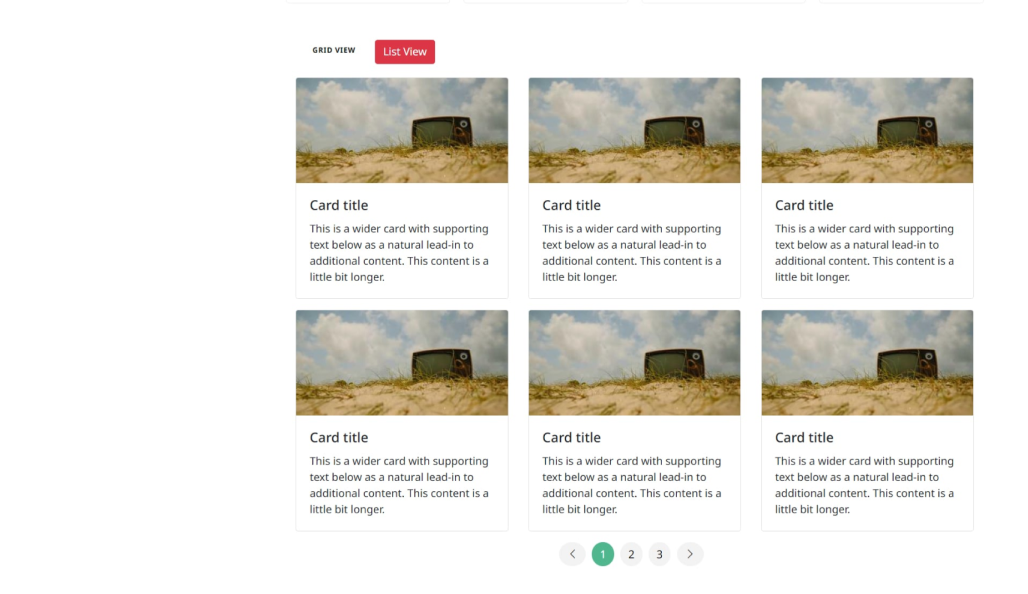 GRID VIEW
List View
Card title
This is a wider card with supporting
text below as a natural lead-in to
additional content. This content is a
little bit longer.
Card title
This is a wider card with supporting
text below as a natural lead-in to
additional content. This content is a
little bit longer.
Card title
This is a wider card with supporting
text below as a natural lead-in to
additional content. This content is a
little bit longer.
Card title
This is a wider card with supporting
text below as a natural lead-in to
additional content. This content is a
little bit longer.
Card title
This is a wider card with supporting
text below as a natural lead-in to
additional content. This content is a
little bit longer.
Card title
This is a wider card with supporting
text below as a natural lead-in to
additional content. This content is a
little bit longer.
1 2 3